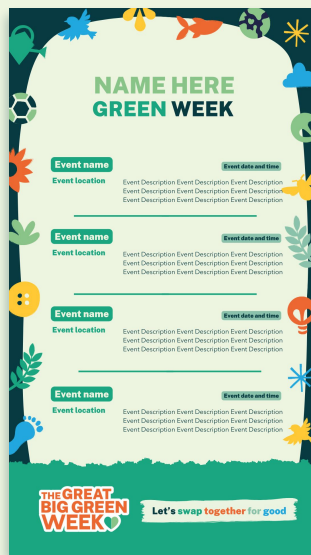 NAME HERE
GREEN WEEK
Event name
Event date and time
Event location
Event Description Event Description Event Description
Event Description Event Description Event Description
Event Description Event Description Event Description
Event name
Event date and time
Event location
Event Description Event Description Event Description
Event Description Event Description Event Description
Event Description Event Description Event Description
Event name
Event date and time
Event location
Event Description Event Description Event Description
Event Description Event Description Event Description
Event Description Event Description Event Description
Event name
Event date and time
Event location
Event Description Event Description Event Description
Event Description Event Description Event Description
Event Description Event Description Event Description
THE GREAT
BIG GREEN
WEEK
Let's swap together for good